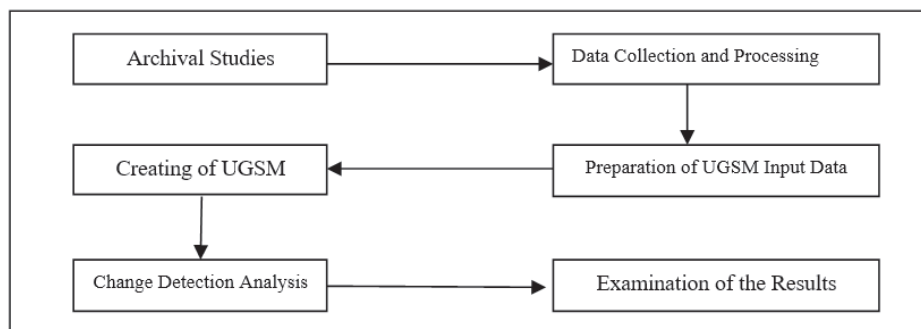 Archival Studies
Data Collection and Processing
Creating of UGSM
Preparation of UGSM Input Data
Change Detection Analysis
Examination of the Results